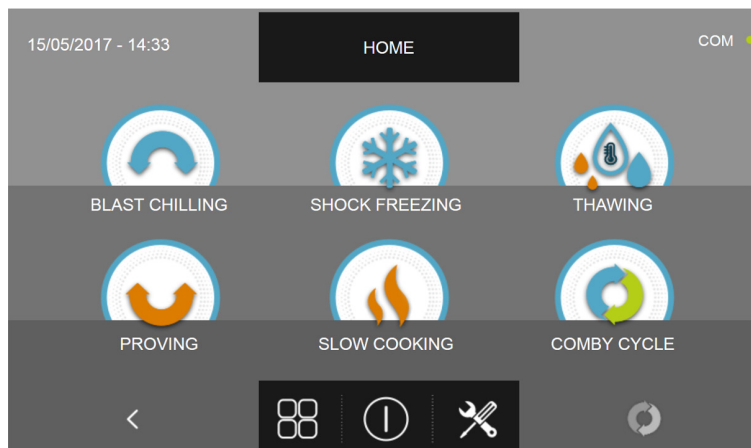 15/05/2017 - 14:33
HOME
COM
BLAST CHILLING
SHOCK FREEZING
THAWING
PROVING
SLOW COOKING
COMBY CYCLE